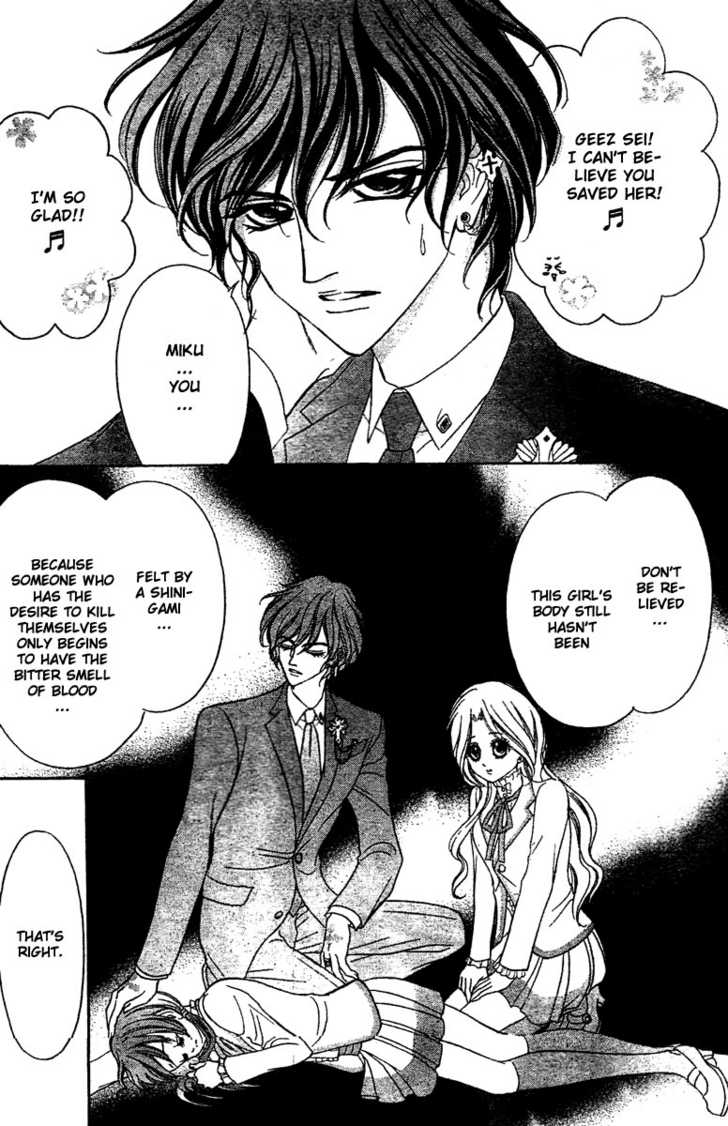 GEEZ SEI!
I CAN'T BE-
LIEVE YOU
SAVED HER!
I'M SO
GLAD!!
MIKU
...
YOU
...
DON'T
BE RE-
LIEVED
...
THIS GIRL'S
BODY STILL
HASN'T
BEEN
FELT BY
A SHINI-
GAMI
...
BECAUSE
SOMEONE WHO
HAS THE
DESIRE TO KILL
THEMSELVES
ONLY BEGINS
TO HAVE THE
BITTER SMELL
OF BLOOD
...
THAT'S
RIGHT.